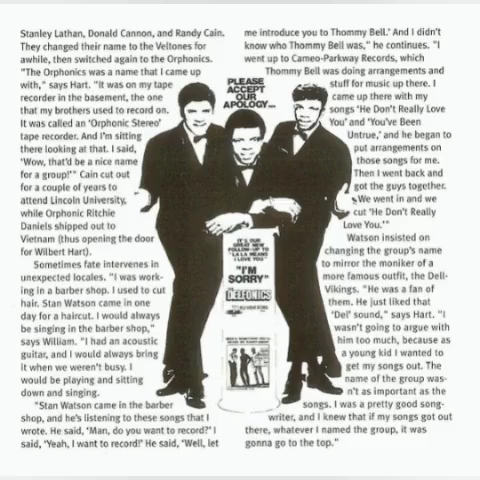 Stanley Lathan, Donald Cannon, and Randy Cain.
They changed their name to the Veltones for
awhile, then switched again to the Orphonics.
"The Orphonics was a name that I came up
with," says Hart. "It was on my tape
recorder in the basement, the one
that my brothers used to record on.
It was called an 'Orphonic Stereo'
tape recorder. And I'm sitting
there looking at that. I said,
'Wow, that'd be a nice name
for a group!'" Cain cut out
for a couple of years to
attend Lincoln University,
while Orphonic Ritchie
Daniels shipped out to
Vietnam (thus opening the door
for Wilbert Hart).
Sometimes fate intervenes in
unexpected locales. "I was work-
ing in a barber shop. I used to cut
hair. Stan Watson came in one
day for a haircut. I would always
be singing in the barber shop,"
says William. "I had an acoustic
guitar, and I would always bring
it when we weren't busy. I
would be playing and sitting
down and singing.
"Stan Watson came in the barber
shop, and he's listening to these songs that I
wrote. He said, 'Man, do you want to record?' I
said, 'Yeah, I want to record!' He said, 'Well, let
me introduce you to Thommy Bell.' And I didn't
know who Thommy Bell was," he continues. "I
went up to Cameo-Parkway Records, which
Thommy Bell was doing arrangements and
stuff for music up there. I
came up there with my
songs 'He Don't Really Love
You' and 'You've Been
Untrue,' and he began to
put arrangements on
those songs for me.
Then I went back and
got the guys together.
We went in and we
cut 'He Don't Really
Love You.'"
Watson insisted on
changing the group's name
to mirror the moniker of a
more famous outfit, the Dell-
Vikings. "He was a fan of
them. He just liked that
'Del' sound," says Hart. "I
wasn't going to argue with
him too much, because as
a young kid I wanted to
get my songs out. The
name of the group was-
n't as important as the
songs. I was a pretty good song-
writer, and I knew that if my songs got out
there, whatever I named the group, it was
gonna go to the top."
PLEASE
ACCEPT
OUR
APOLOGY...
IT'S OUR
GREAT NEW
FOLLOW-UP TO
"LA LA MEANS
I LOVE YOU"
"I'M
SORRY"
DELFONICS